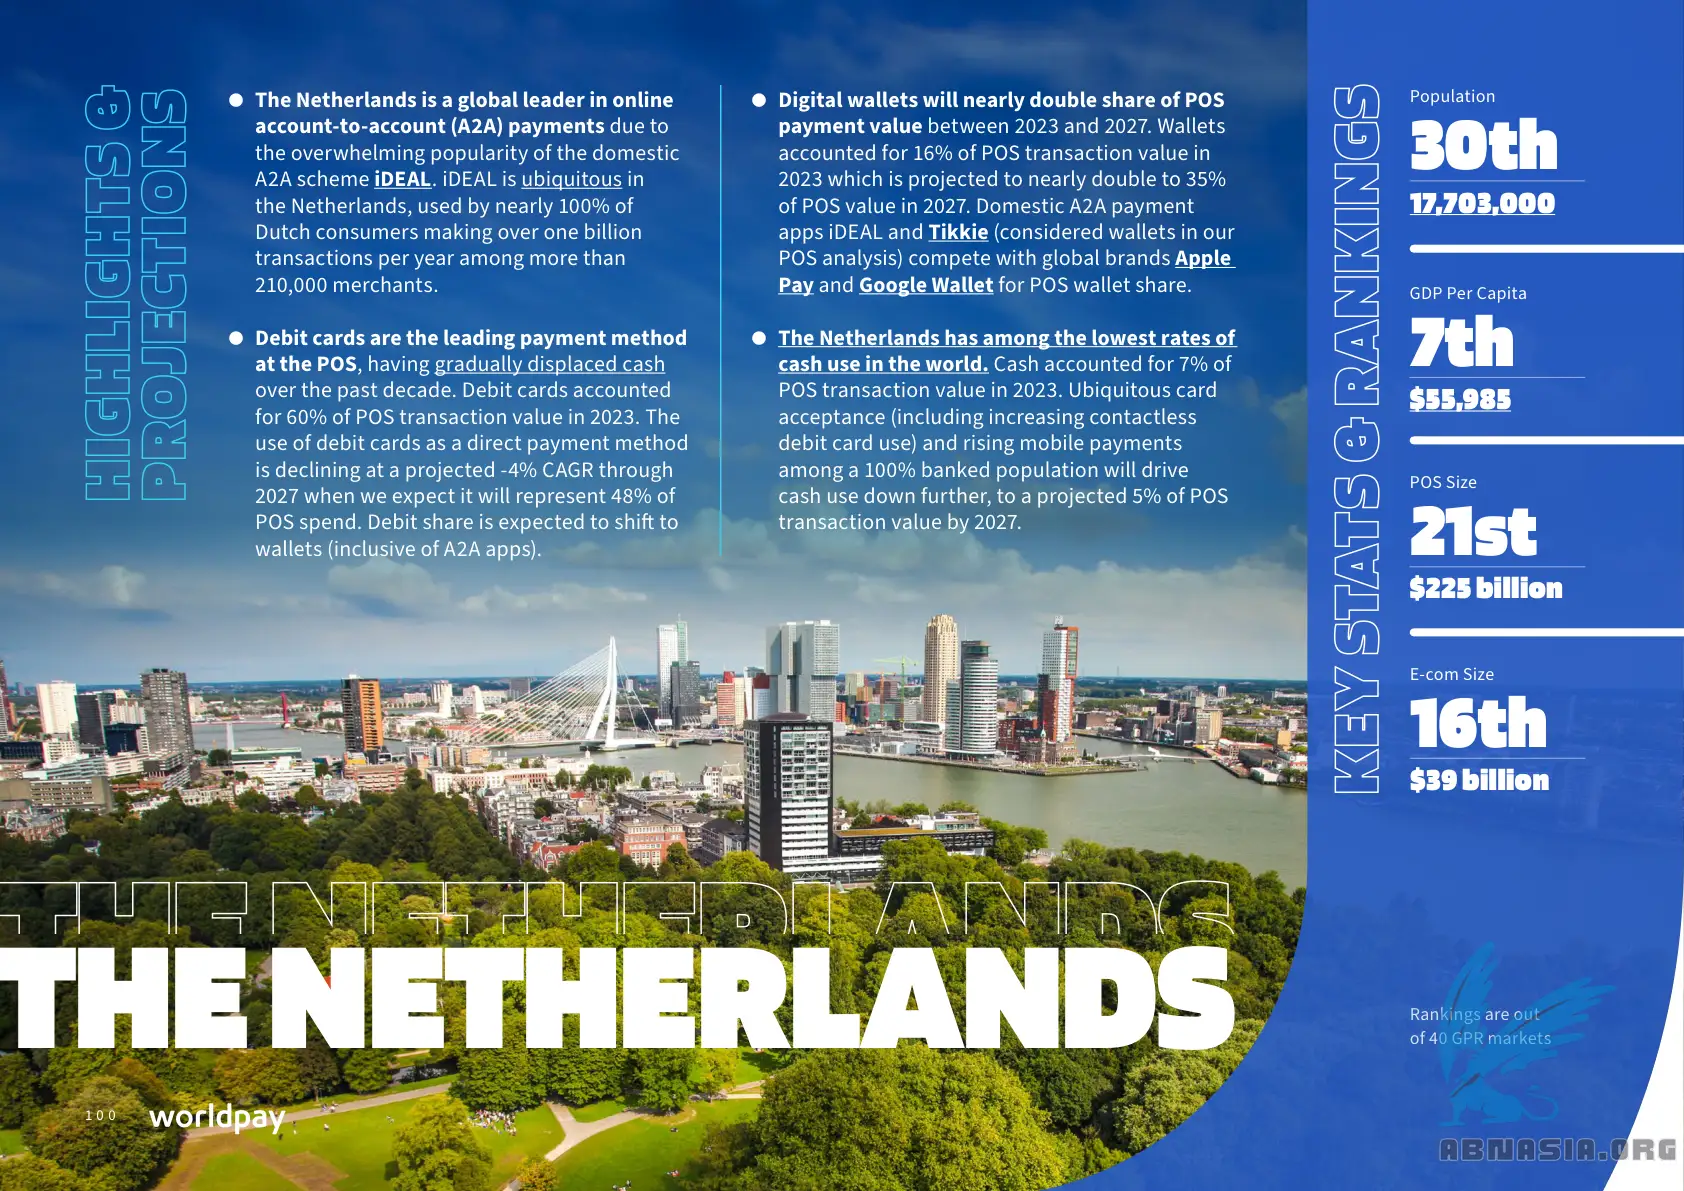 HIGHLIGHTS &
PROJECTIONS
The Netherlands is a global leader in online
account-to-account (A2A) payments due to
the overwhelming popularity of the domestic
A2A scheme iDEAL. iDEAL is ubiquitous in
the Netherlands, used by nearly 100% of
Dutch consumers making over one billion
transactions per year among more than
210,000 merchants.
Debit cards are the leading payment method
at the POS, having gradually displaced cash
over the past decade. Debit cards accounted
for 60% of POS transaction value in 2023. The
use of debit cards as a direct payment method
is declining at a projected -4% CAGR through
2027 when we expect it will represent 48% of
POS spend. Debit share is expected to shift to
wallets (inclusive of A2A apps).
Digital wallets will nearly double share of POS
payment value between 2023 and 2027. Wallets
accounted for 16% of POS transaction value in
2023 which is projected to nearly double to 35%
of POS value in 2027. Domestic A2A payment
apps iDEAL and Tikkie (considered wallets in our
POS analysis) compete with global brands Apple
Pay and Google Wallet for POS wallet share.
The Netherlands has among the lowest rates of
cash use in the world. Cash accounted for 7% of
POS transaction value in 2023. Ubiquitous card
acceptance (including increasing contactless
debit card use) and rising mobile payments
among a 100% banked population will drive
cash use down further, to a projected 5% of POS
transaction value by 2027.
KEY STATS & RANKINGS
Population
30th
17,703,000
GDP Per Capita
7th
$55,985
POS Size
21st
$225 billion
E-com Size
16th
$39 billion
Rankings are out
of 40 GPR markets
THE NETHERLANDS
THE NETHERLANDS
100 worldpay
ABNASIA.ORG